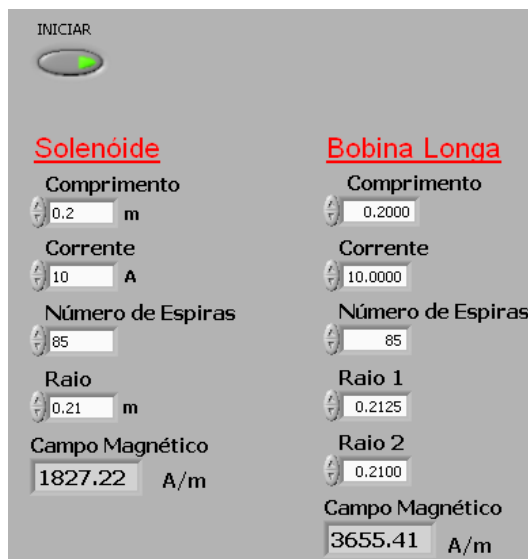 INICIAR
Solenóide
Comprimento
0.2 m
Corrente
10 A
Número de Espiras
85
Raio
0.21 m
Campo Magnético
1827.22 A/m
Bobina Longa
Comprimento
0.2000
Corrente
10.0000
Número de Espiras
85
Raio 1
0.2125
Raio 2
0.2100
Campo Magnético
3655.41 A/m